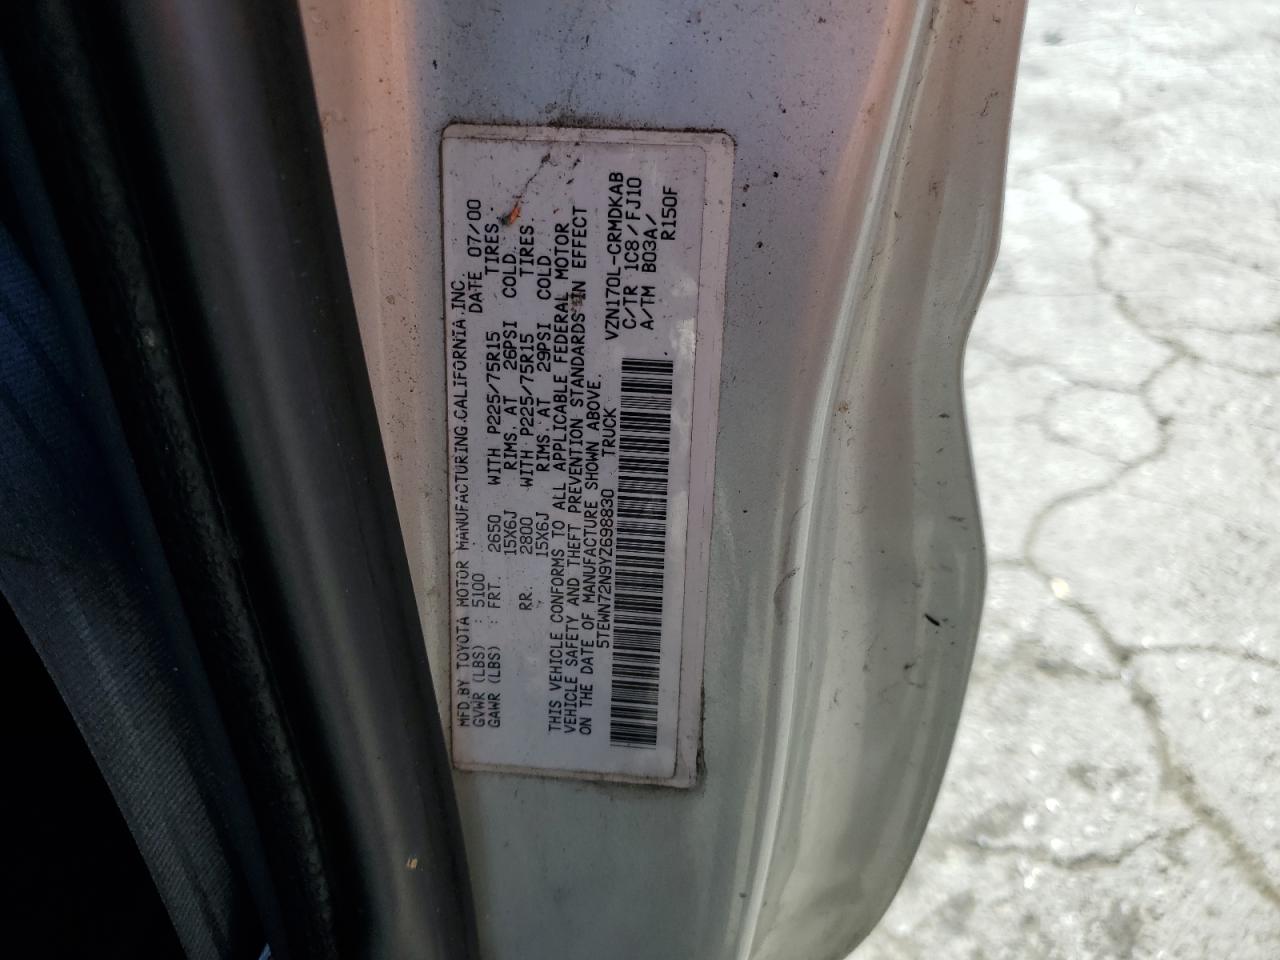 MFD.BY TOYOTA MOTOR MANUFACTURING.CALIFORNIA.INC.
DATE 07/00
GVWR (LBS) : 5100
GAWR (LBS) : FRT. 2650 WITH P225/75R15 TIRES.
15X6J RIMS. AT 26PSI COLD.
RR. 2800 WITH P225/75R15 TIRES.
15X6J RIMS. AT 29PSI COLD.
THIS VEHICLE CONFORMS TO ALL APPLICABLE FEDERAL MOTOR
VEHICLE SAFETY AND THEFT PREVENTION STANDARDS IN EFFECT
ON THE DATE OF MANUFACTURE SHOWN ABOVE.
5TEWN72N9YZ698830 TRUCK
VZN170L-CRMDKAB
C/TR 1C8/FJ10
A/TM B03A/
R150F